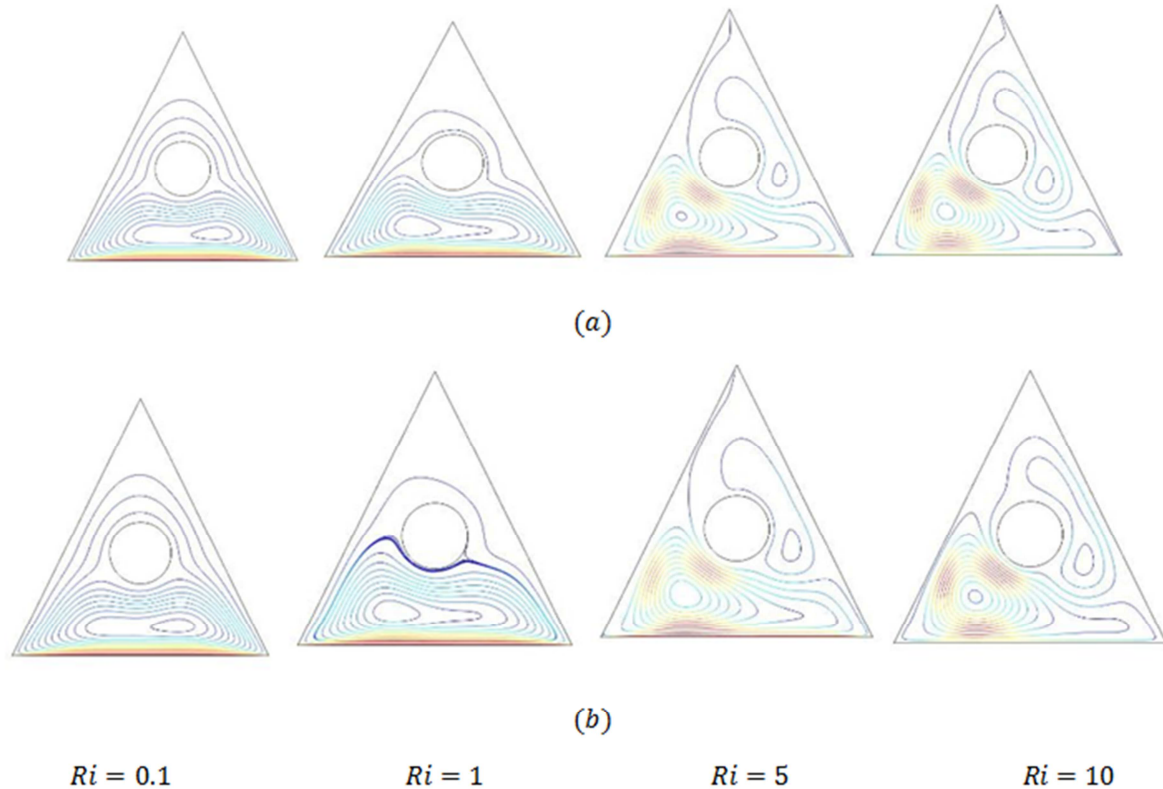 (a)
(b)
Ri = 0.1 Ri = 1 Ri = 5 Ri = 10